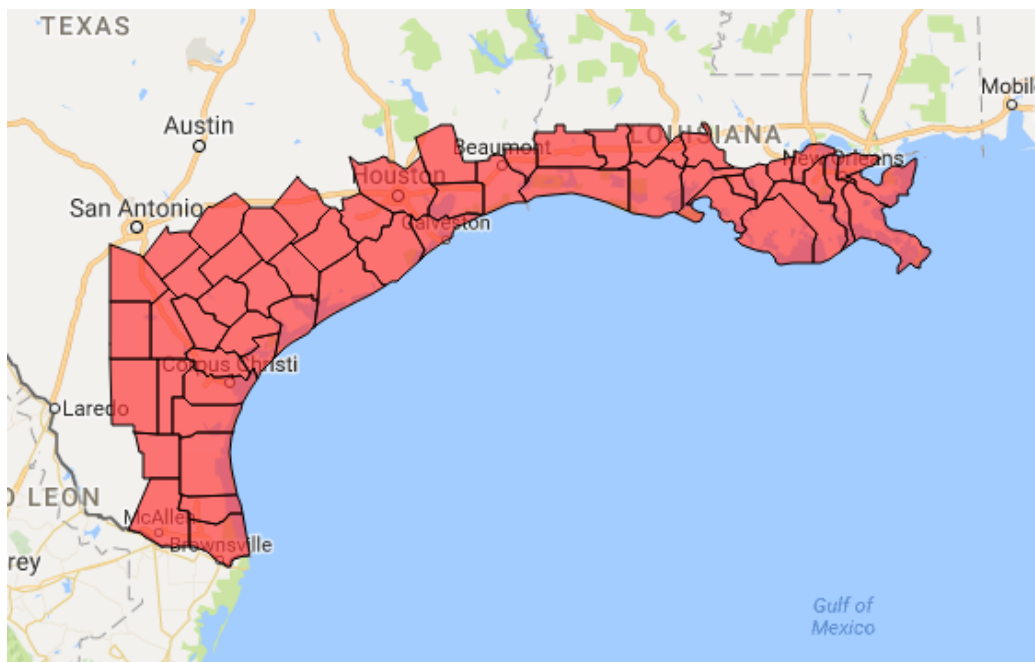 TEXAS
Mobile
Austin
LOUISIANA
Beaumont
New Orleans
Houston
San Antonio
Galveston
Corpus Christi
Laredo
O LEON
McAllen
Brownsville
rey
Gulf of
Mexico